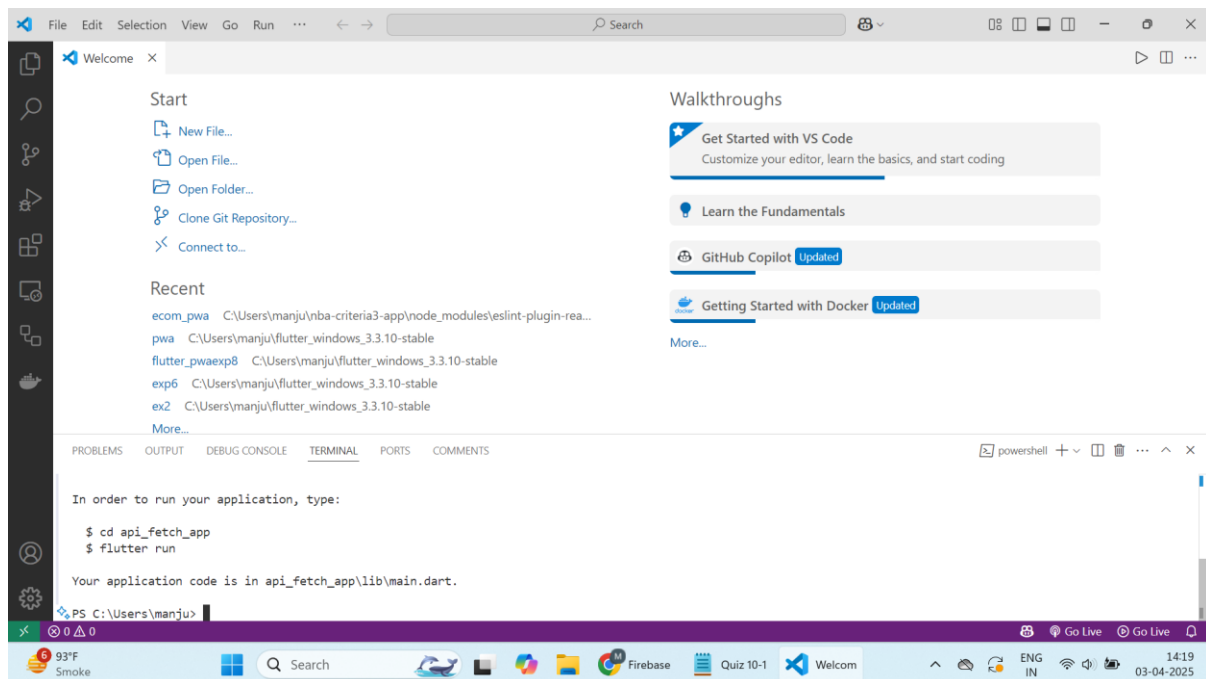 File Edit Selection View Go Run ··· Search
Welcome
Start
New File...
Open File...
Open Folder...
Clone Git Repository...
Connect to...
Recent
ecom_pwa C:\Users\manju\nba-criteria3-app\node_modules\eslint-plugin-rea...
pwa C:\Users\manju\flutter_windows_3.3.10-stable
flutter_pwaexp8 C:\Users\manju\flutter_windows_3.3.10-stable
exp6 C:\Users\manju\flutter_windows_3.3.10-stable
ex2 C:\Users\manju\flutter_windows_3.3.10-stable
More...
Walkthroughs
Get Started with VS Code
Customize your editor, learn the basics, and start coding
Learn the Fundamentals
GitHub Copilot Updated
docker Getting Started with Docker Updated
More...
PROBLEMS OUTPUT DEBUG CONSOLE TERMINAL PORTS COMMENTS powershell
In order to run your application, type:
$ cd api_fetch_app
$ flutter run
Your application code is in api_fetch_app\lib\main.dart.
PS C:\Users\manju>
0 0 Go Live Go Live
6 93°F
Smoke
Search
M Firebase
Quiz 10-1
Welcom
ENG
IN
14:19
03-04-2025